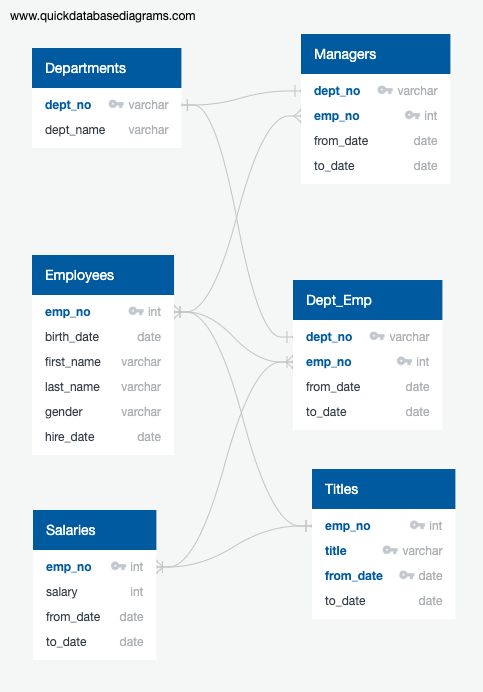 www.quickdatabasediagrams.com
Departments
dept_no varchar
dept_name varchar
Managers
dept_no varchar
emp_no int
from_date date
to_date date
Employees
emp_no int
birth_date date
first_name varchar
last_name varchar
gender varchar
hire_date date
Dept_Emp
dept_no varchar
emp_no int
from_date date
to_date date
Salaries
emp_no int
salary int
from_date date
to_date date
Titles
emp_no int
title varchar
from_date date
to_date date